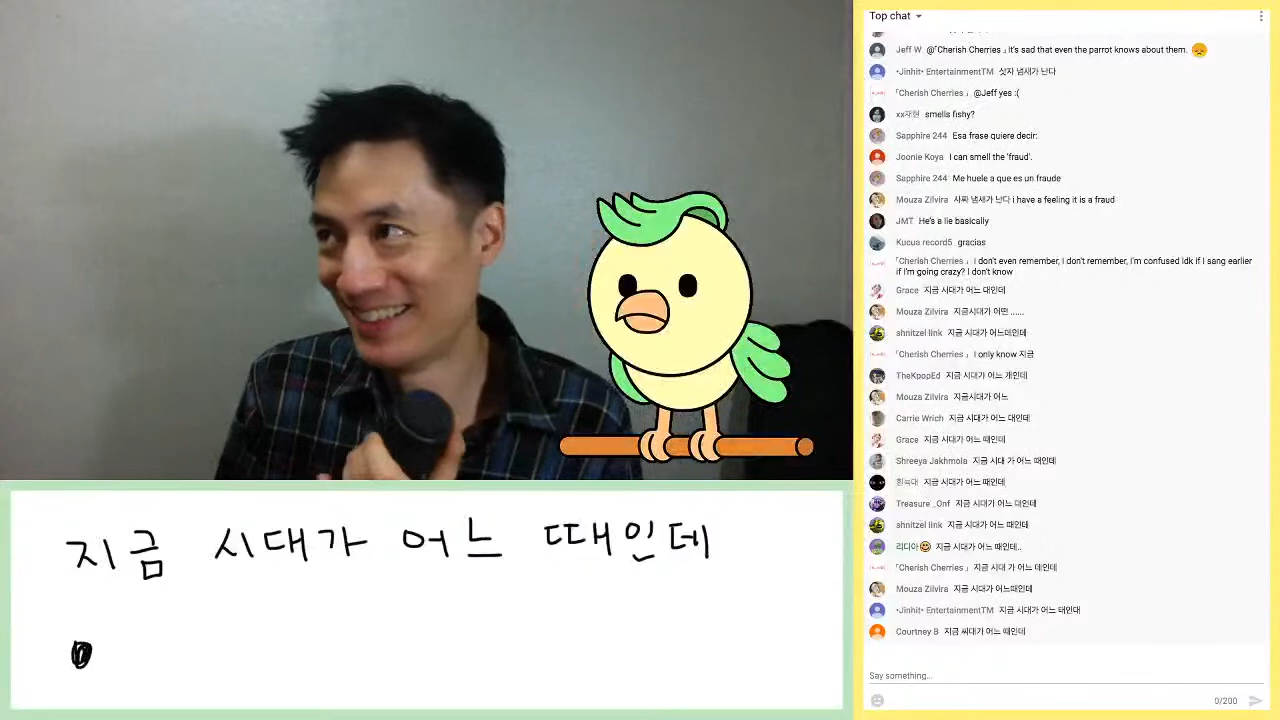 Top chat
Jeff W @「Cherish Cherries 」 It's sad that even the parrot knows about them.
•Jinhit• EntertainmentTM 싯자 냄새가 난다
「Cherish Cherries 」 @Jeff yes :(
xx재현 smells fishy?
Sapphire 244 Esa frase quiere decir:
Joonie Koya I can smell the 'fraud'.
Sapphire 244 Me huele a que es un fraude
Mouza Zilvira 사짜 냄새가 난다 i have a feeling it is a fraud
JMT He's a lie basically
Kucua record5 gracias
「Cherish Cherries 」 I don't even remember, I don't remember, I'm confused Idk if I sang earlier
if I'm going crazy? I don't know
Grace 지금 시대가 어느 대인데
Mouza Zilvira 지금시대가 어떤 ......
shnitzel link 지금 시대가 어느데인데
「Cherish Cherries 」 I only know 지금
TheKpopEd 지금 시대가 어느 개인데
Mouza Zilvira 지금시대가 어느
Carrie Wrich 지금 시대가 어느 대인데
Grace 지금 시대가 어느 때인데
Shreeya Jakhmola 지금 시대 가 어느 때인데
흰늑대 지금 시대가 어느 때인데
Treasure _Onf 지금 시대가 어느 대인데
shnitzel link 지금 시대가 어느 때인데
리디아 지금 시대가 어느 때인데..
「Cherish Cherries 」 지금 시대 가 어느 데인데
Mouza Zilvira 지금 시대가 어느때인데
•Jinhit• EntertainmentTM 지금 시대가 어느 태인대
Courtney B 지금 씨대가 어느 때인데
Say something...
0/200
지금 시대가 어느 때인데